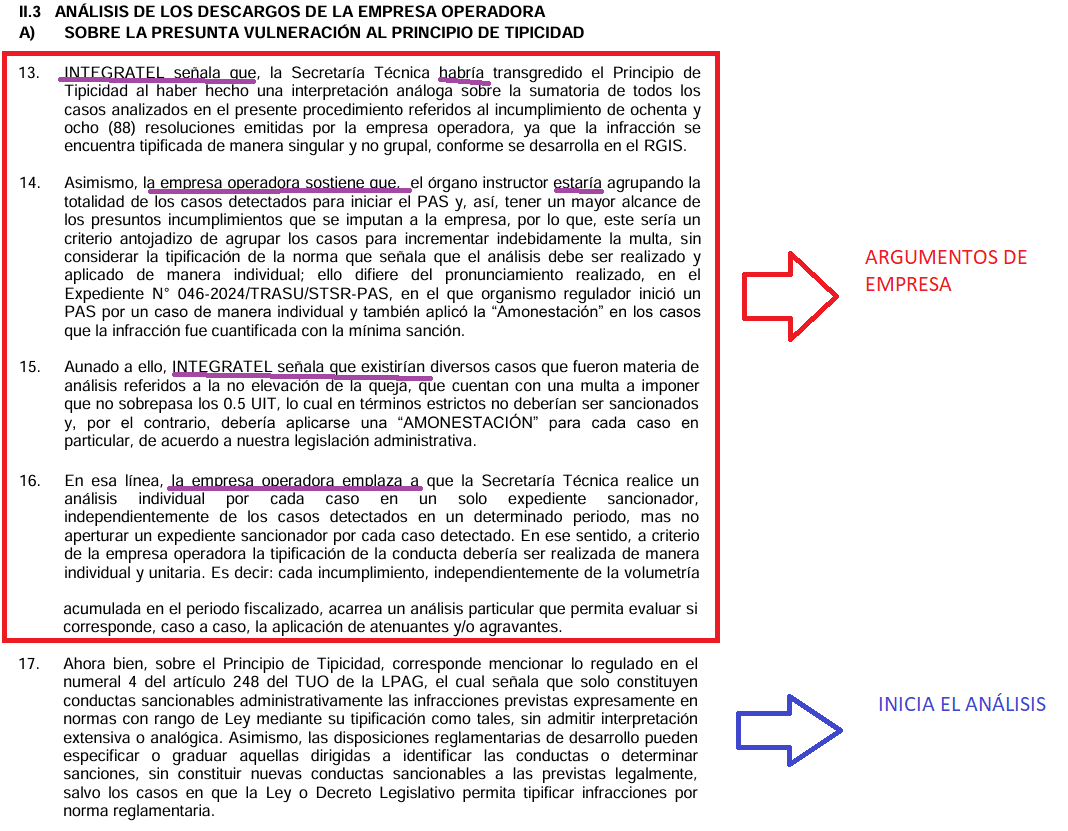 II.3 ANÁLISIS DE LOS DESCARGOS DE LA EMPRESA OPERADORA
A) SOBRE LA PRESUNTA VULNERACIÓN AL PRINCIPIO DE TIPICIDAD
13. INTEGRATEL señala que, la Secretaría Técnica habría transgredido el Principio de
Tipicidad al haber hecho una interpretación análoga sobre la sumatoria de todos los
casos analizados en el presente procedimiento referidos al incumplimiento de ochenta y
ocho (88) resoluciones emitidas por la empresa operadora, ya que la infracción se
encuentra tipificada de manera singular y no grupal, conforme se desarrolla en el RGIS.
14. Asimismo, la empresa operadora sostiene que, el órgano instructor estaría agrupando la
totalidad de los casos detectados para iniciar el PAS y, así, tener un mayor alcance de
los presuntos incumplimientos que se imputan a la empresa, por lo que, este sería un
criterio antojadizo de agrupar los casos para incrementar indebidamente la multa, sin
considerar la tipificación de la norma que señala que el análisis debe ser realizado y
aplicado de manera individual; ello difiere del pronunciamiento realizado, en el
Expediente N° 046-2024/TRASU/STSR-PAS, en el que organismo regulador inició un
PAS por un caso de manera individual y también aplicó la “Amonestación” en los casos
que la infracción fue cuantificada con la mínima sanción.
ARGUMENTOS DE
EMPRESA
15. Aunado a ello, INTEGRATEL señala que existirían diversos casos que fueron materia de
análisis referidos a la no elevación de la queja, que cuentan con una multa a imponer
que no sobrepasa los 0.5 UIT, lo cual en términos estrictos no deberían ser sancionados
y, por el contrario, debería aplicarse una “AMONESTACIÓN” para cada caso en
particular, de acuerdo a nuestra legislación administrativa.
16. En esa línea, la empresa operadora emplaza a que la Secretaría Técnica realice un
análisis individual por cada caso en un solo expediente sancionador,
independientemente de los casos detectados en un determinado periodo, mas no
aperturar un expediente sancionador por cada caso detectado. En ese sentido, a criterio
de la empresa operadora la tipificación de la conducta debería ser realizada de manera
individual y unitaria. Es decir: cada incumplimiento, independientemente de la volumetría
acumulada en el periodo fiscalizado, acarrea un análisis particular que permita evaluar si
corresponde, caso a caso, la aplicación de atenuantes y/o agravantes.
17. Ahora bien, sobre el Principio de Tipicidad, corresponde mencionar lo regulado en el
numeral 4 del artículo 248 del TUO de la LPAG, el cual señala que solo constituyen
conductas sancionables administrativamente las infracciones previstas expresamente en
normas con rango de Ley mediante su tipificación como tales, sin admitir interpretación
extensiva o analógica. Asimismo, las disposiciones reglamentarias de desarrollo pueden
especificar o graduar aquellas dirigidas a identificar las conductas o determinar
sanciones, sin constituir nuevas conductas sancionables a las previstas legalmente,
salvo los casos en que la Ley o Decreto Legislativo permita tipificar infracciones por
norma reglamentaria.
INICIA EL ANÁLISIS